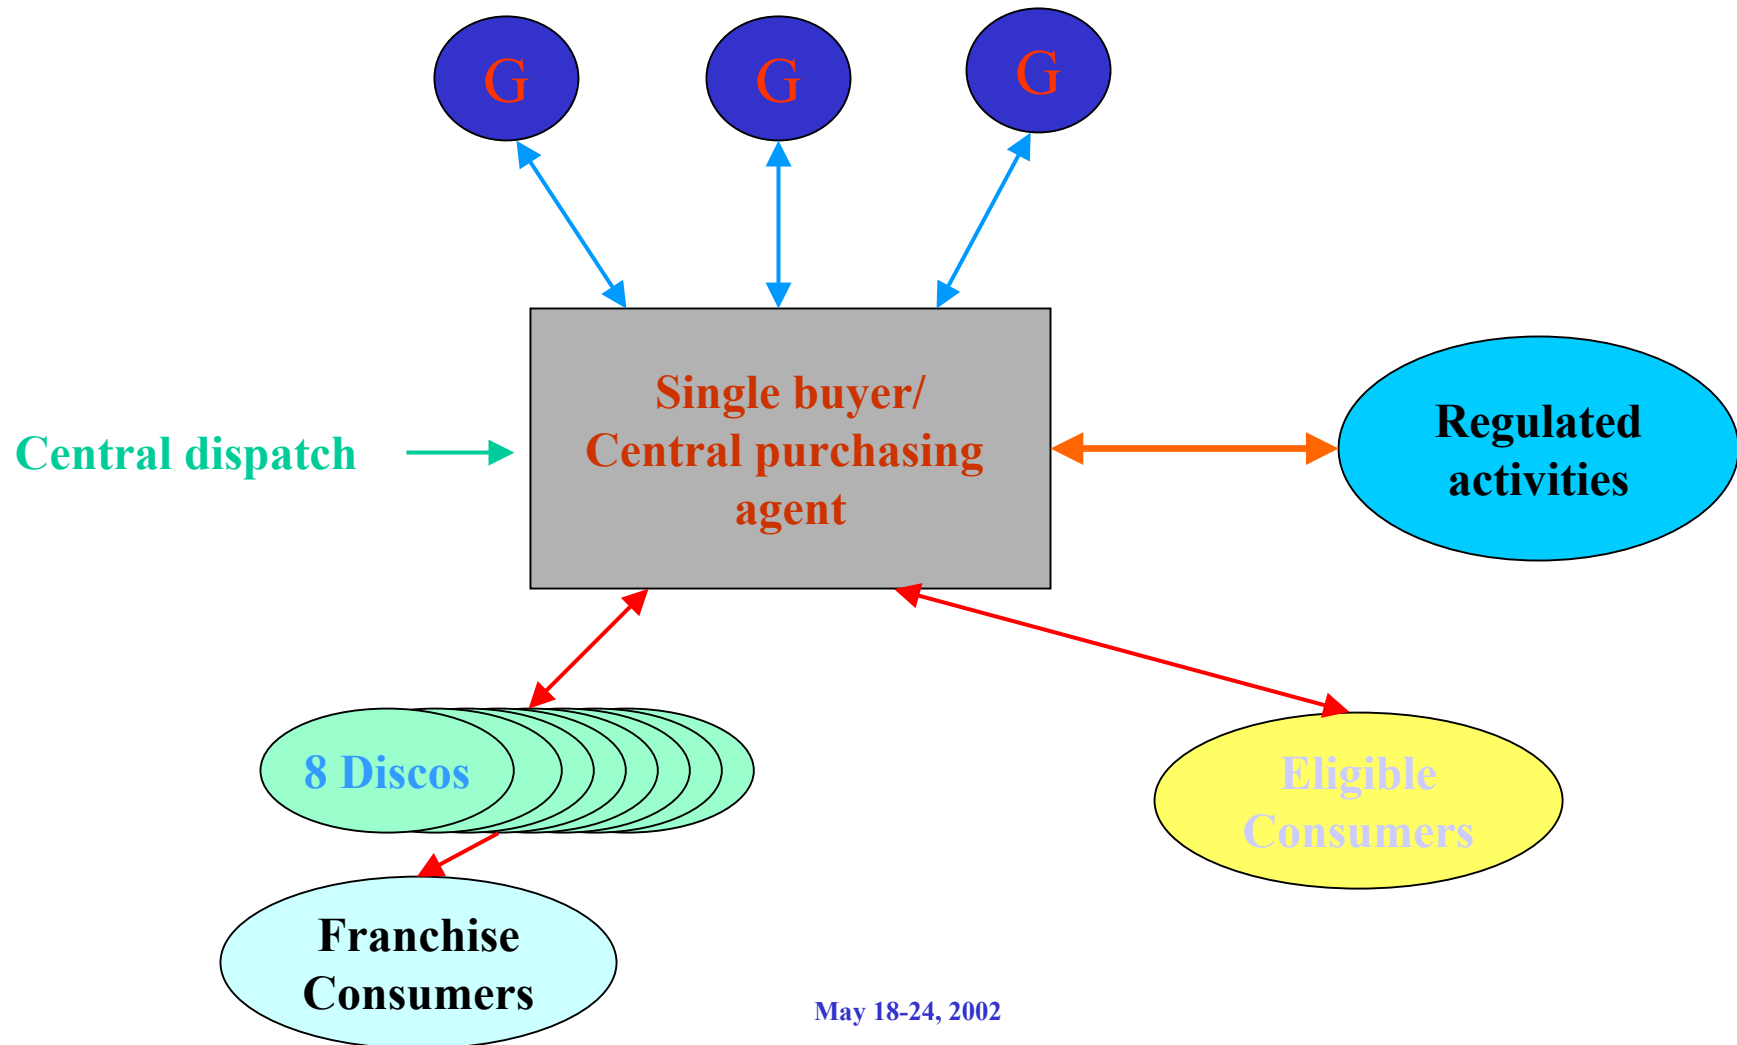 G
G
G
Single buyer/
Central purchasing
agent
Central dispatch
Regulated
activities
8 Discos
Eligible
Consumers
Franchise
Consumers
May 18-24, 2002